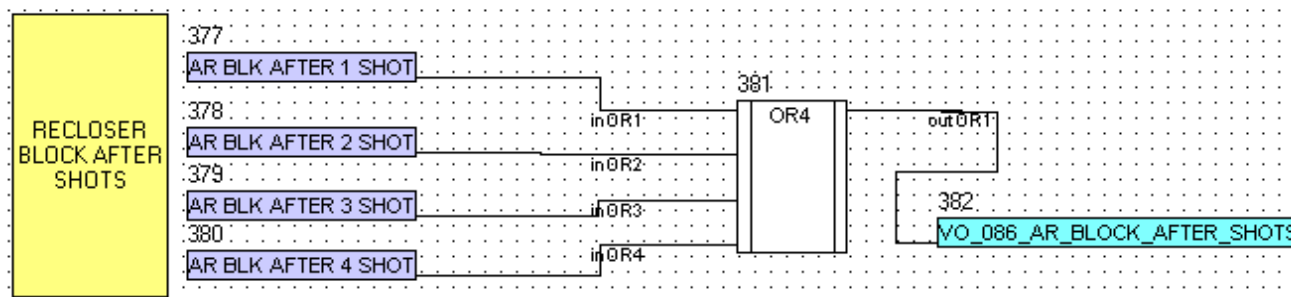 RECLOSER
BLOCK AFTER
SHOTS
377
AR BLK AFTER 1 SHOT
378
AR BLK AFTER 2 SHOT
379
AR BLK AFTER 3 SHOT
380
AR BLK AFTER 4 SHOT
inOR1
inOR2
inOR3
inOR4
381
OR4
outOR1
382
VO_086_AR_BLOCK_AFTER_SHOTS